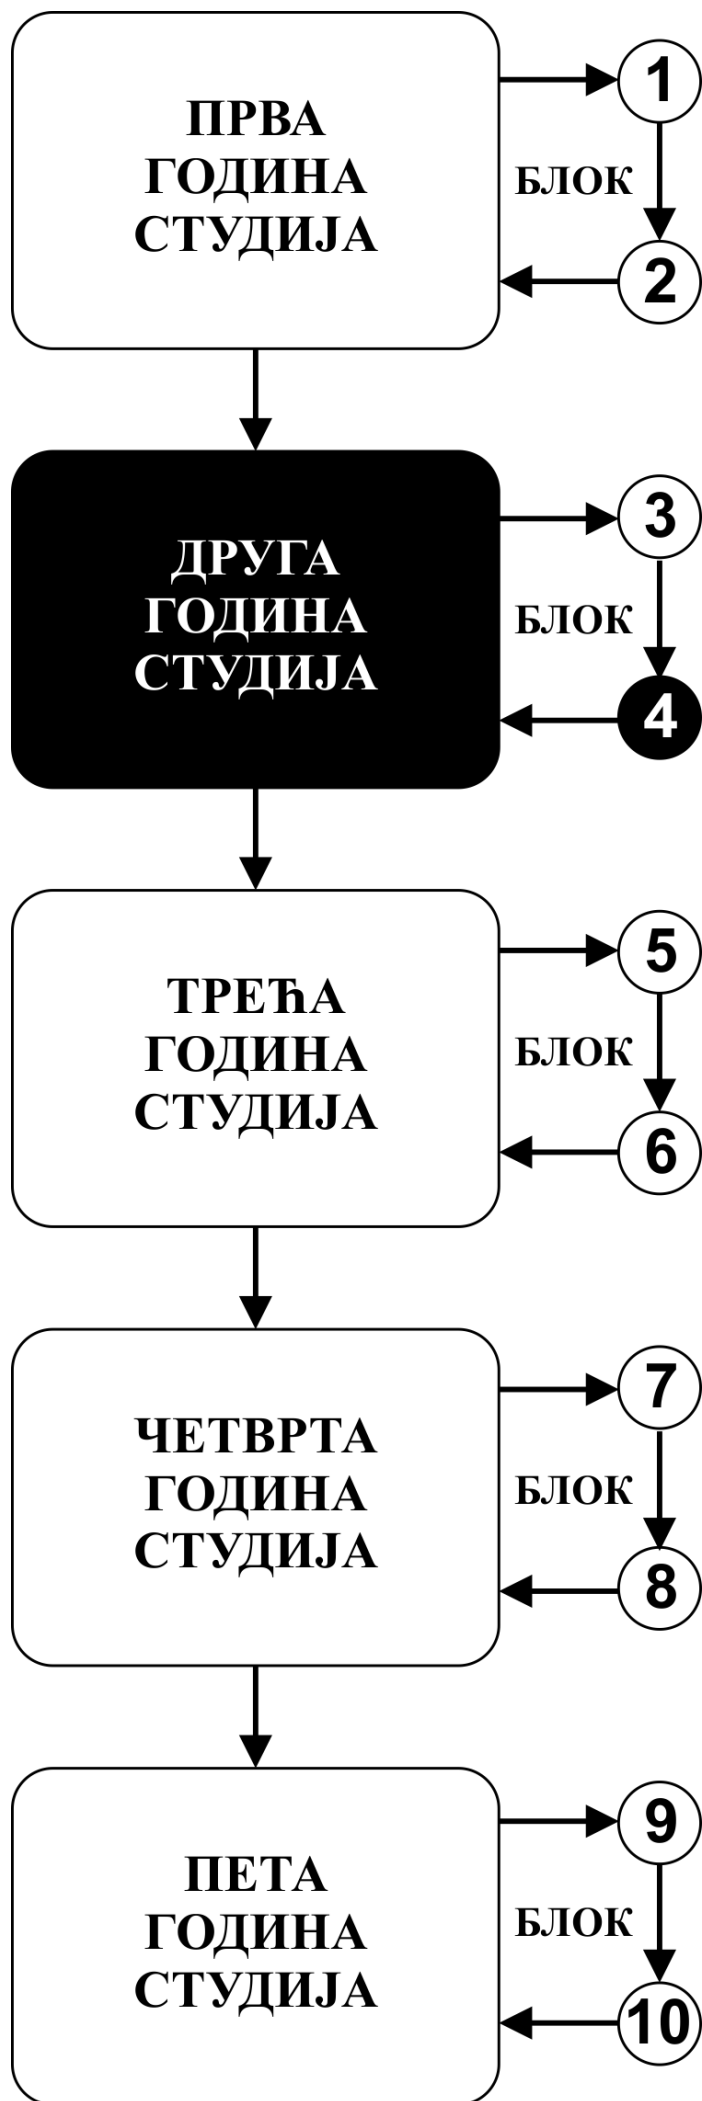 ПРВА
ГОДИНА
СТУДИЈА
1
БЛОК
2
ДРУГА
ГОДИНА
СТУДИЈА
3
БЛОК
4
ТРЕЋА
ГОДИНА
СТУДИЈА
5
БЛОК
6
ЧЕТВРТА
ГОДИНА
СТУДИЈА
7
БЛОК
8
ПЕТА
ГОДИНА
СТУДИЈА
9
БЛОК
10